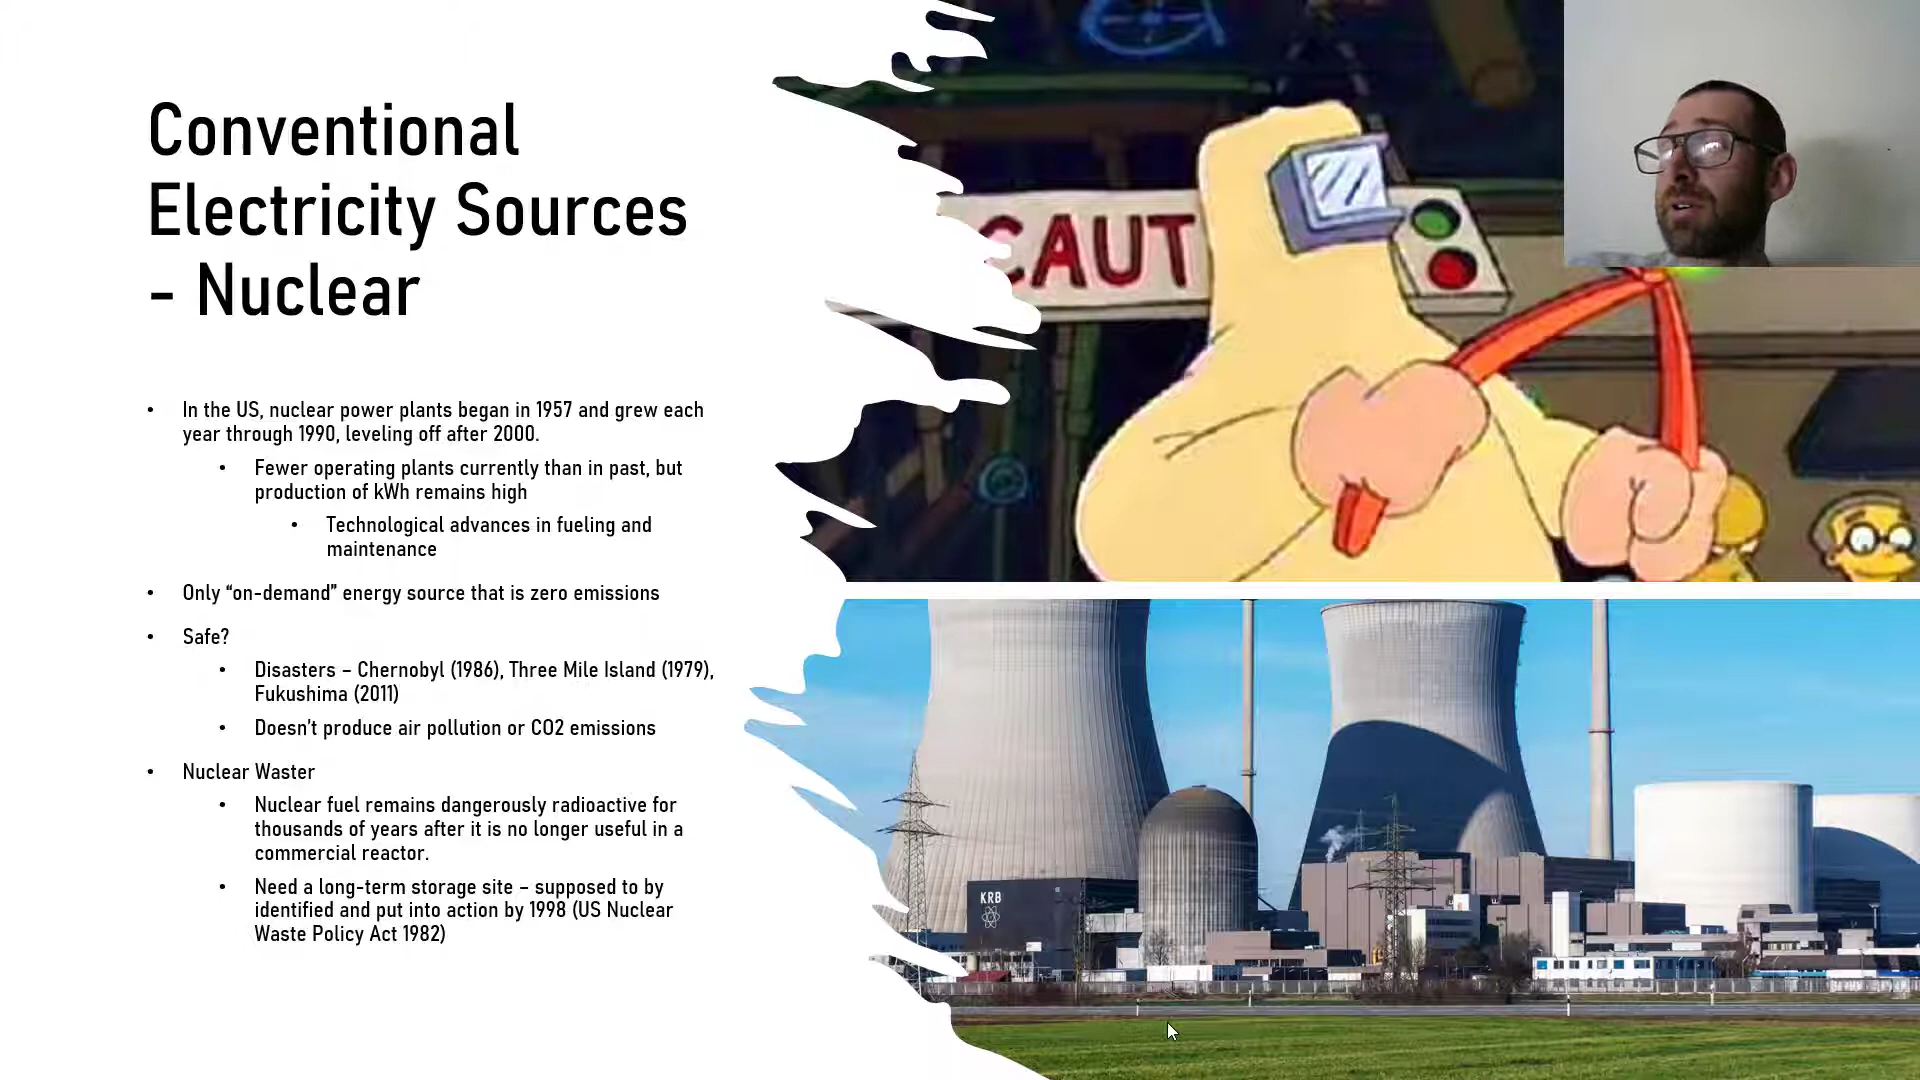 Conventional
Electricity Sources
- Nuclear
• In the US, nuclear power plants began in 1957 and grew each
year through 1990, leveling off after 2000.
• Fewer operating plants currently than in past, but
production of kWh remains high
• Technological advances in fueling and
maintenance
• Only “on-demand” energy source that is zero emissions
• Safe?
• Disasters – Chernobyl (1986), Three Mile Island (1979),
Fukushima (2011)
• Doesn’t produce air pollution or CO2 emissions
• Nuclear Waster
• Nuclear fuel remains dangerously radioactive for
thousands of years after it is no longer useful in a
commercial reactor.
• Need a long-term storage site – supposed to by
identified and put into action by 1998 (US Nuclear
Waste Policy Act 1982)
CAUT
KRB